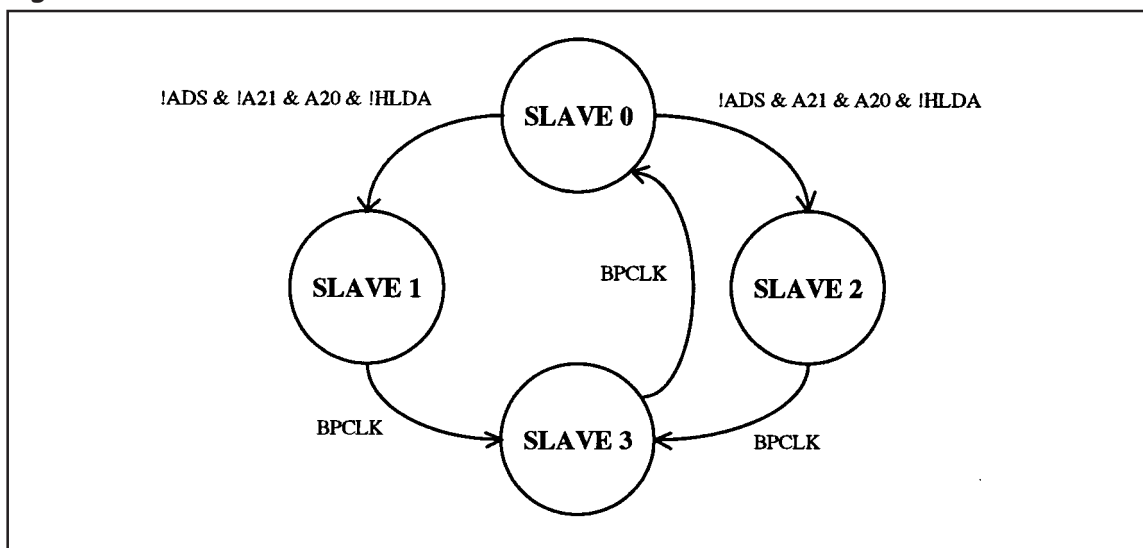 !ADS & !A21 & A20 & !HLDA
SLAVE 0
!ADS & A21 & A20 & !HLDA
SLAVE 1
BPCLK
SLAVE 2
BPCLK
SLAVE 3
BPCLK